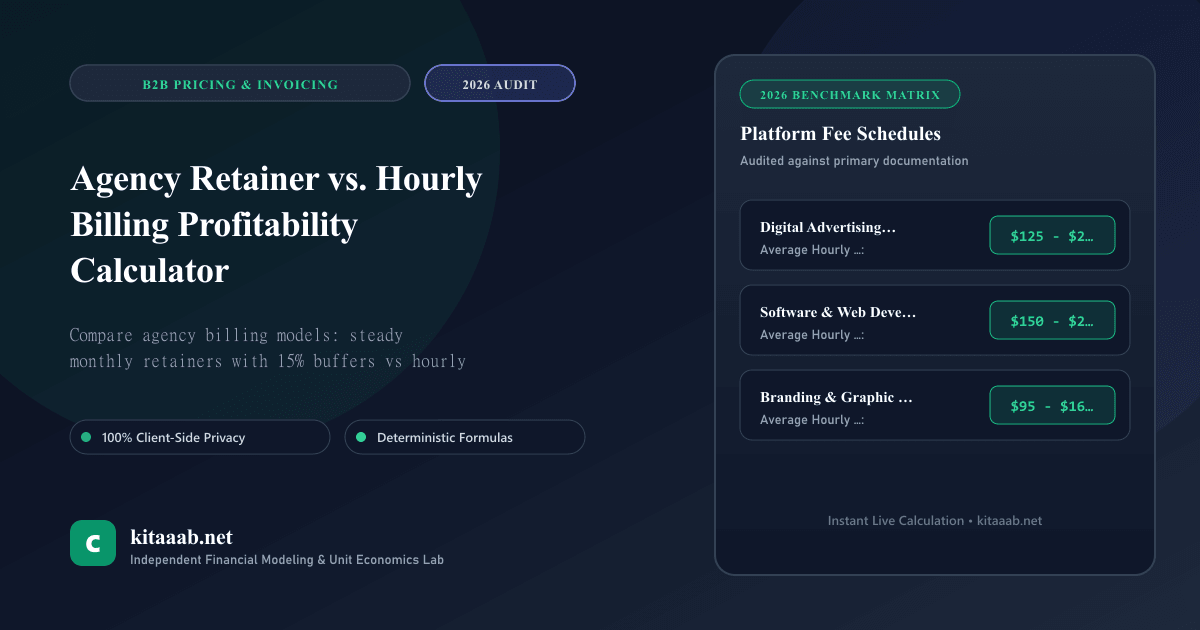 B2B PRICING & INVOICING
2026 AUDIT
Agency Retainer vs. Hourly
Billing Profitability
Calculator
Compare agency billing models: steady
monthly retainers with 15% buffers vs hourly
100% Client-Side Privacy
Deterministic Formulas
C
kitaaab.net
Independent Financial Modeling & Unit Economics Lab
2026 BENCHMARK MATRIX
Platform Fee Schedules
Audited against primary documentation
Digital Advertising…
Average Hourly …:
$125 - $2…
Software & Web Deve…
Average Hourly …:
$150 - $2…
Branding & Graphic …
Average Hourly …:
$95 - $16…
Instant Live Calculation • kitaaab.net